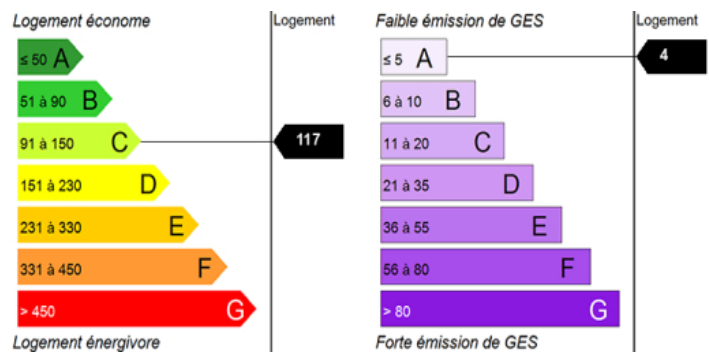 Logement économe
Logement
≤ 50 A
51 à 90 B
91 à 150 C
117
151 à 230 D
231 à 330 E
331 à 450 F
> 450 G
Logement énergivore
Faible émission de GES
Logement
≤ 5 A
4
6 à 10 B
11 à 20 C
21 à 35 D
36 à 55 E
56 à 80 F
> 80 G
Forte émission de GES